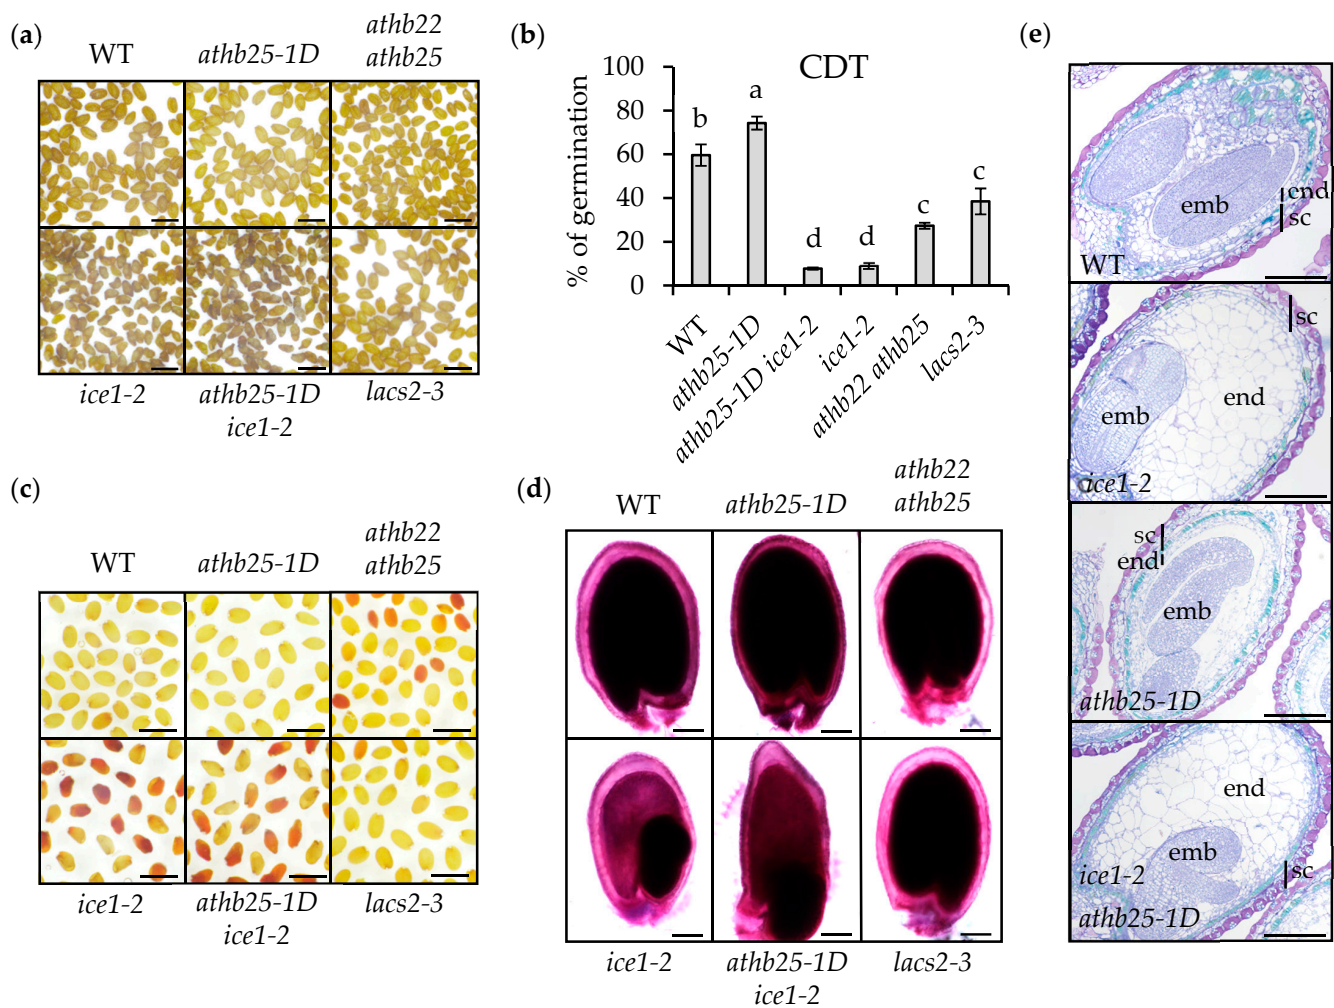 (a)
WT
athb25-1D
athb22
athb25
ice1-2
athb25-1D
ice1-2
lacs2-3
(b)
CDT
% of germination
100
80
60
40
20
0
b
a
d
d
c
c
WT
athb25-1D
athb25-1D ice1-2
ice1-2
athb22 athb25
lacs2-3
(c)
WT
athb25-1D
athb22
athb25
ice1-2
athb25-1D
ice1-2
lacs2-3
(d)
WT
athb25-1D
athb22
athb25
ice1-2
athb25-1D
ice1-2
lacs2-3
(e)
emb
end
sc
WT
sc
end
emb
ice1-2
sc
end
emb
athb25-1D
end
emb
sc
ice1-2
athb25-1D